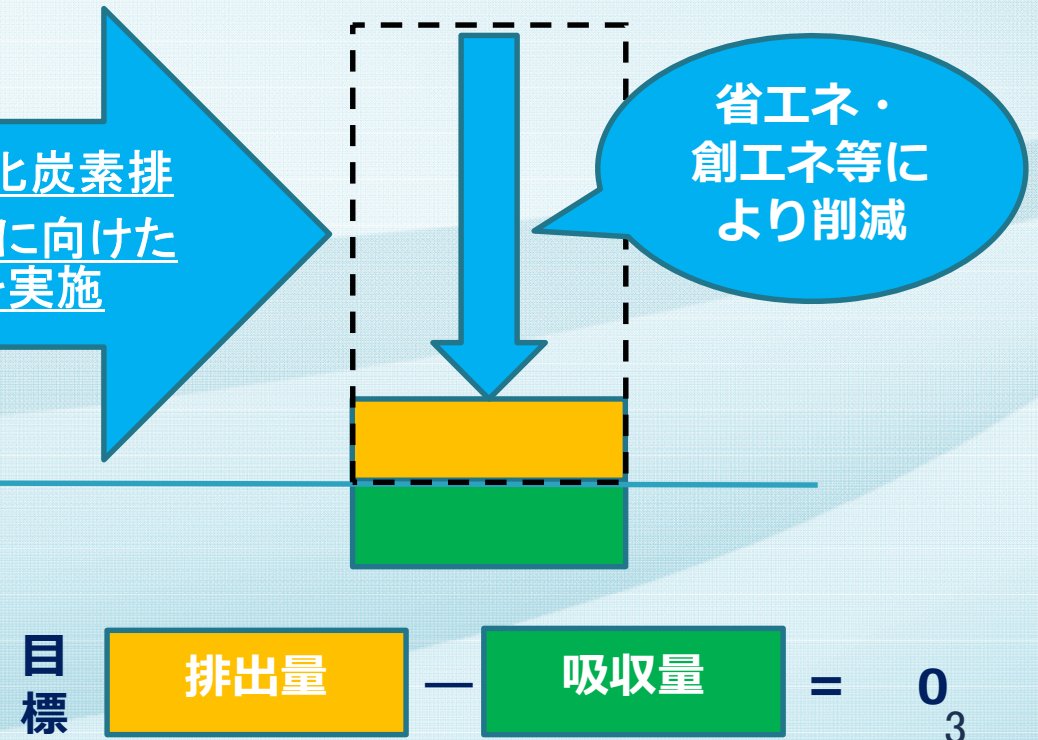 化炭素排
に向けた
を実施
省エネ・
創エネ等に
より削減
目標
排出量 － 吸収量 = 0
3